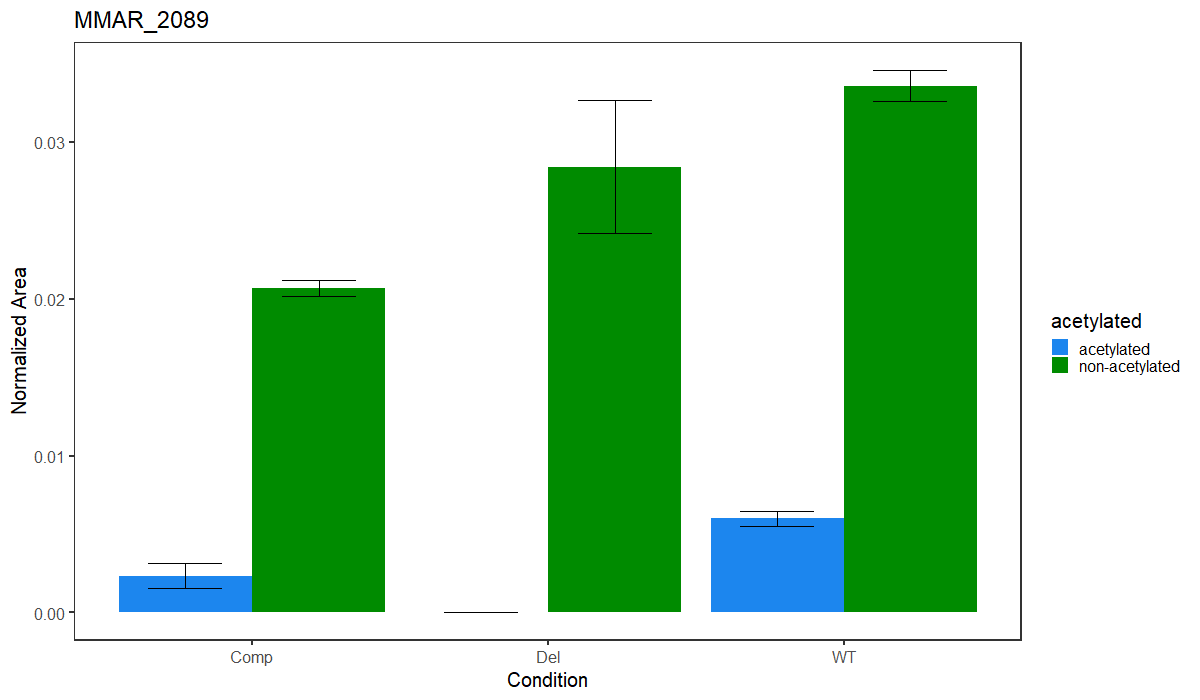 MMAR_2089
Normalized Area
0.03
0.02
0.01
0.00
Comp
Del
WT
Condition
acetylated
acetylated
non-acetylated